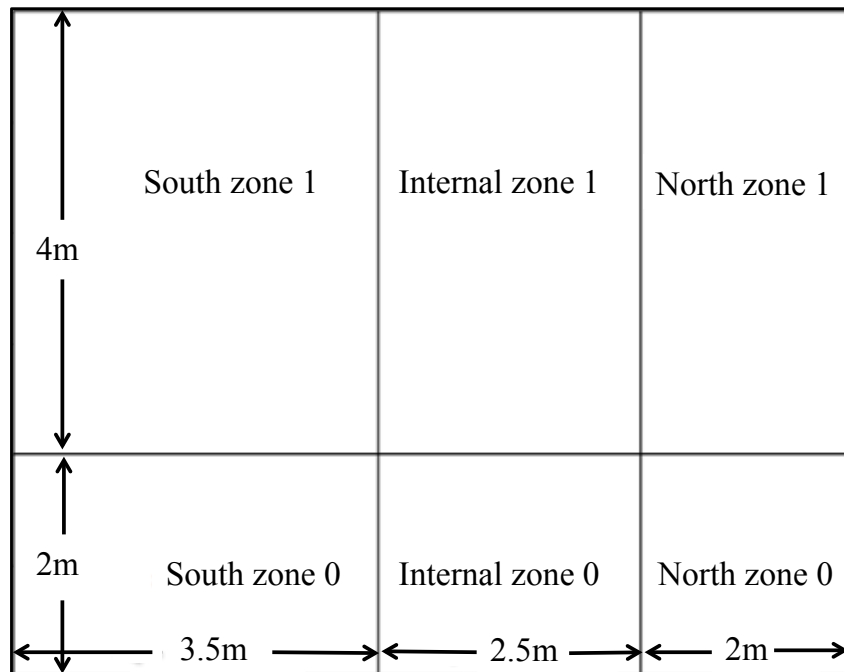 South zone 1
Internal zone 1
North zone 1
4m
2m
South zone 0
Internal zone 0
North zone 0
3.5m
2.5m
2m